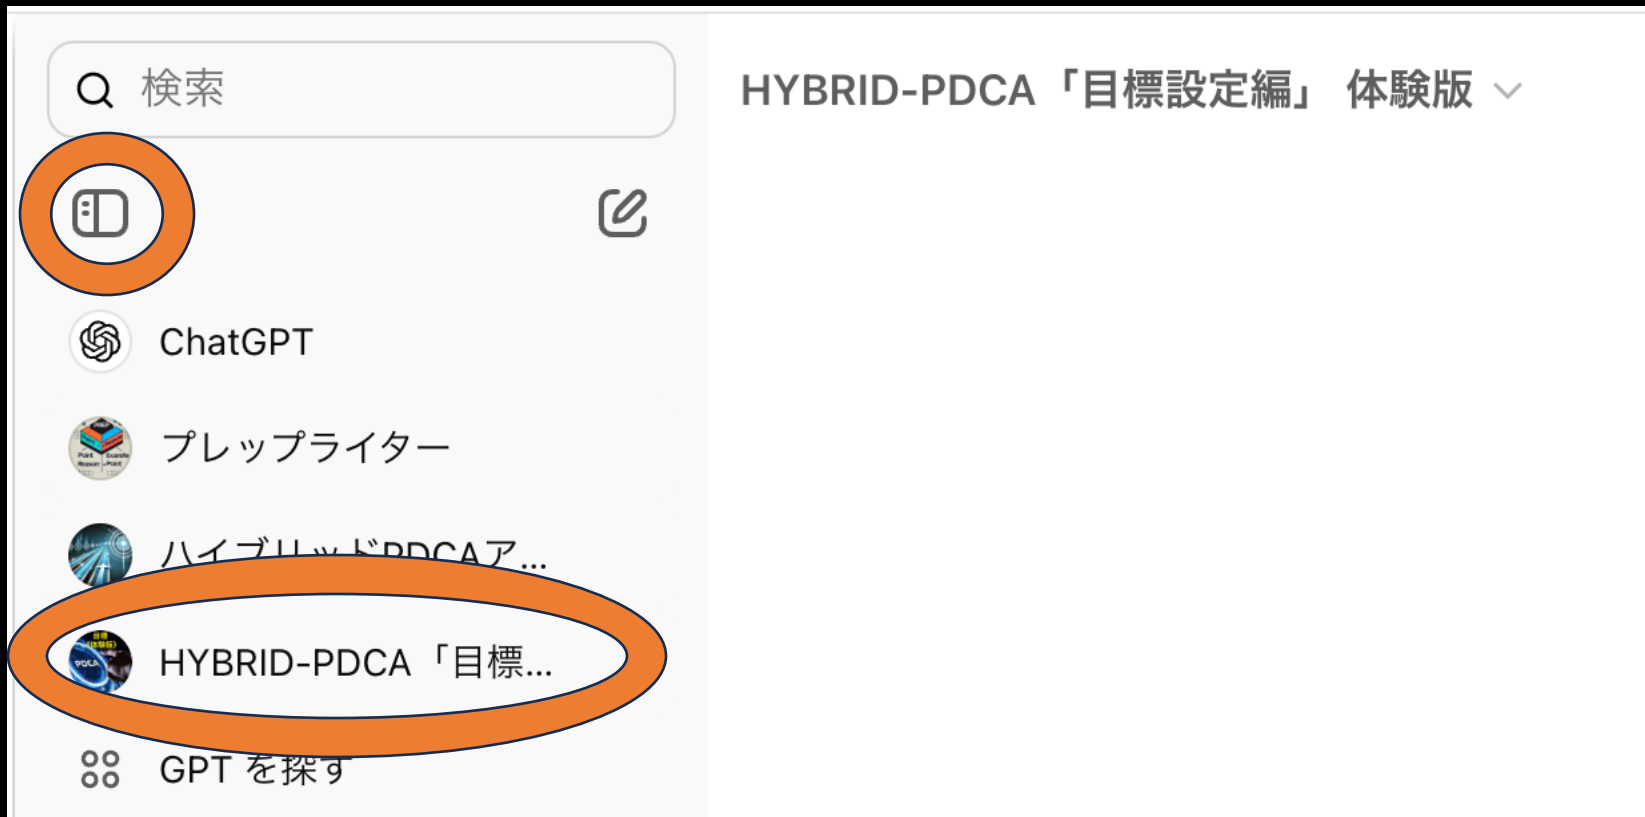 検索
HYBRID-PDCA「目標設定編」 体験版
ChatGPT
プレップライター
ハイブリッドPDCAア...
HYBRID-PDCA「目標...
GPT を探す